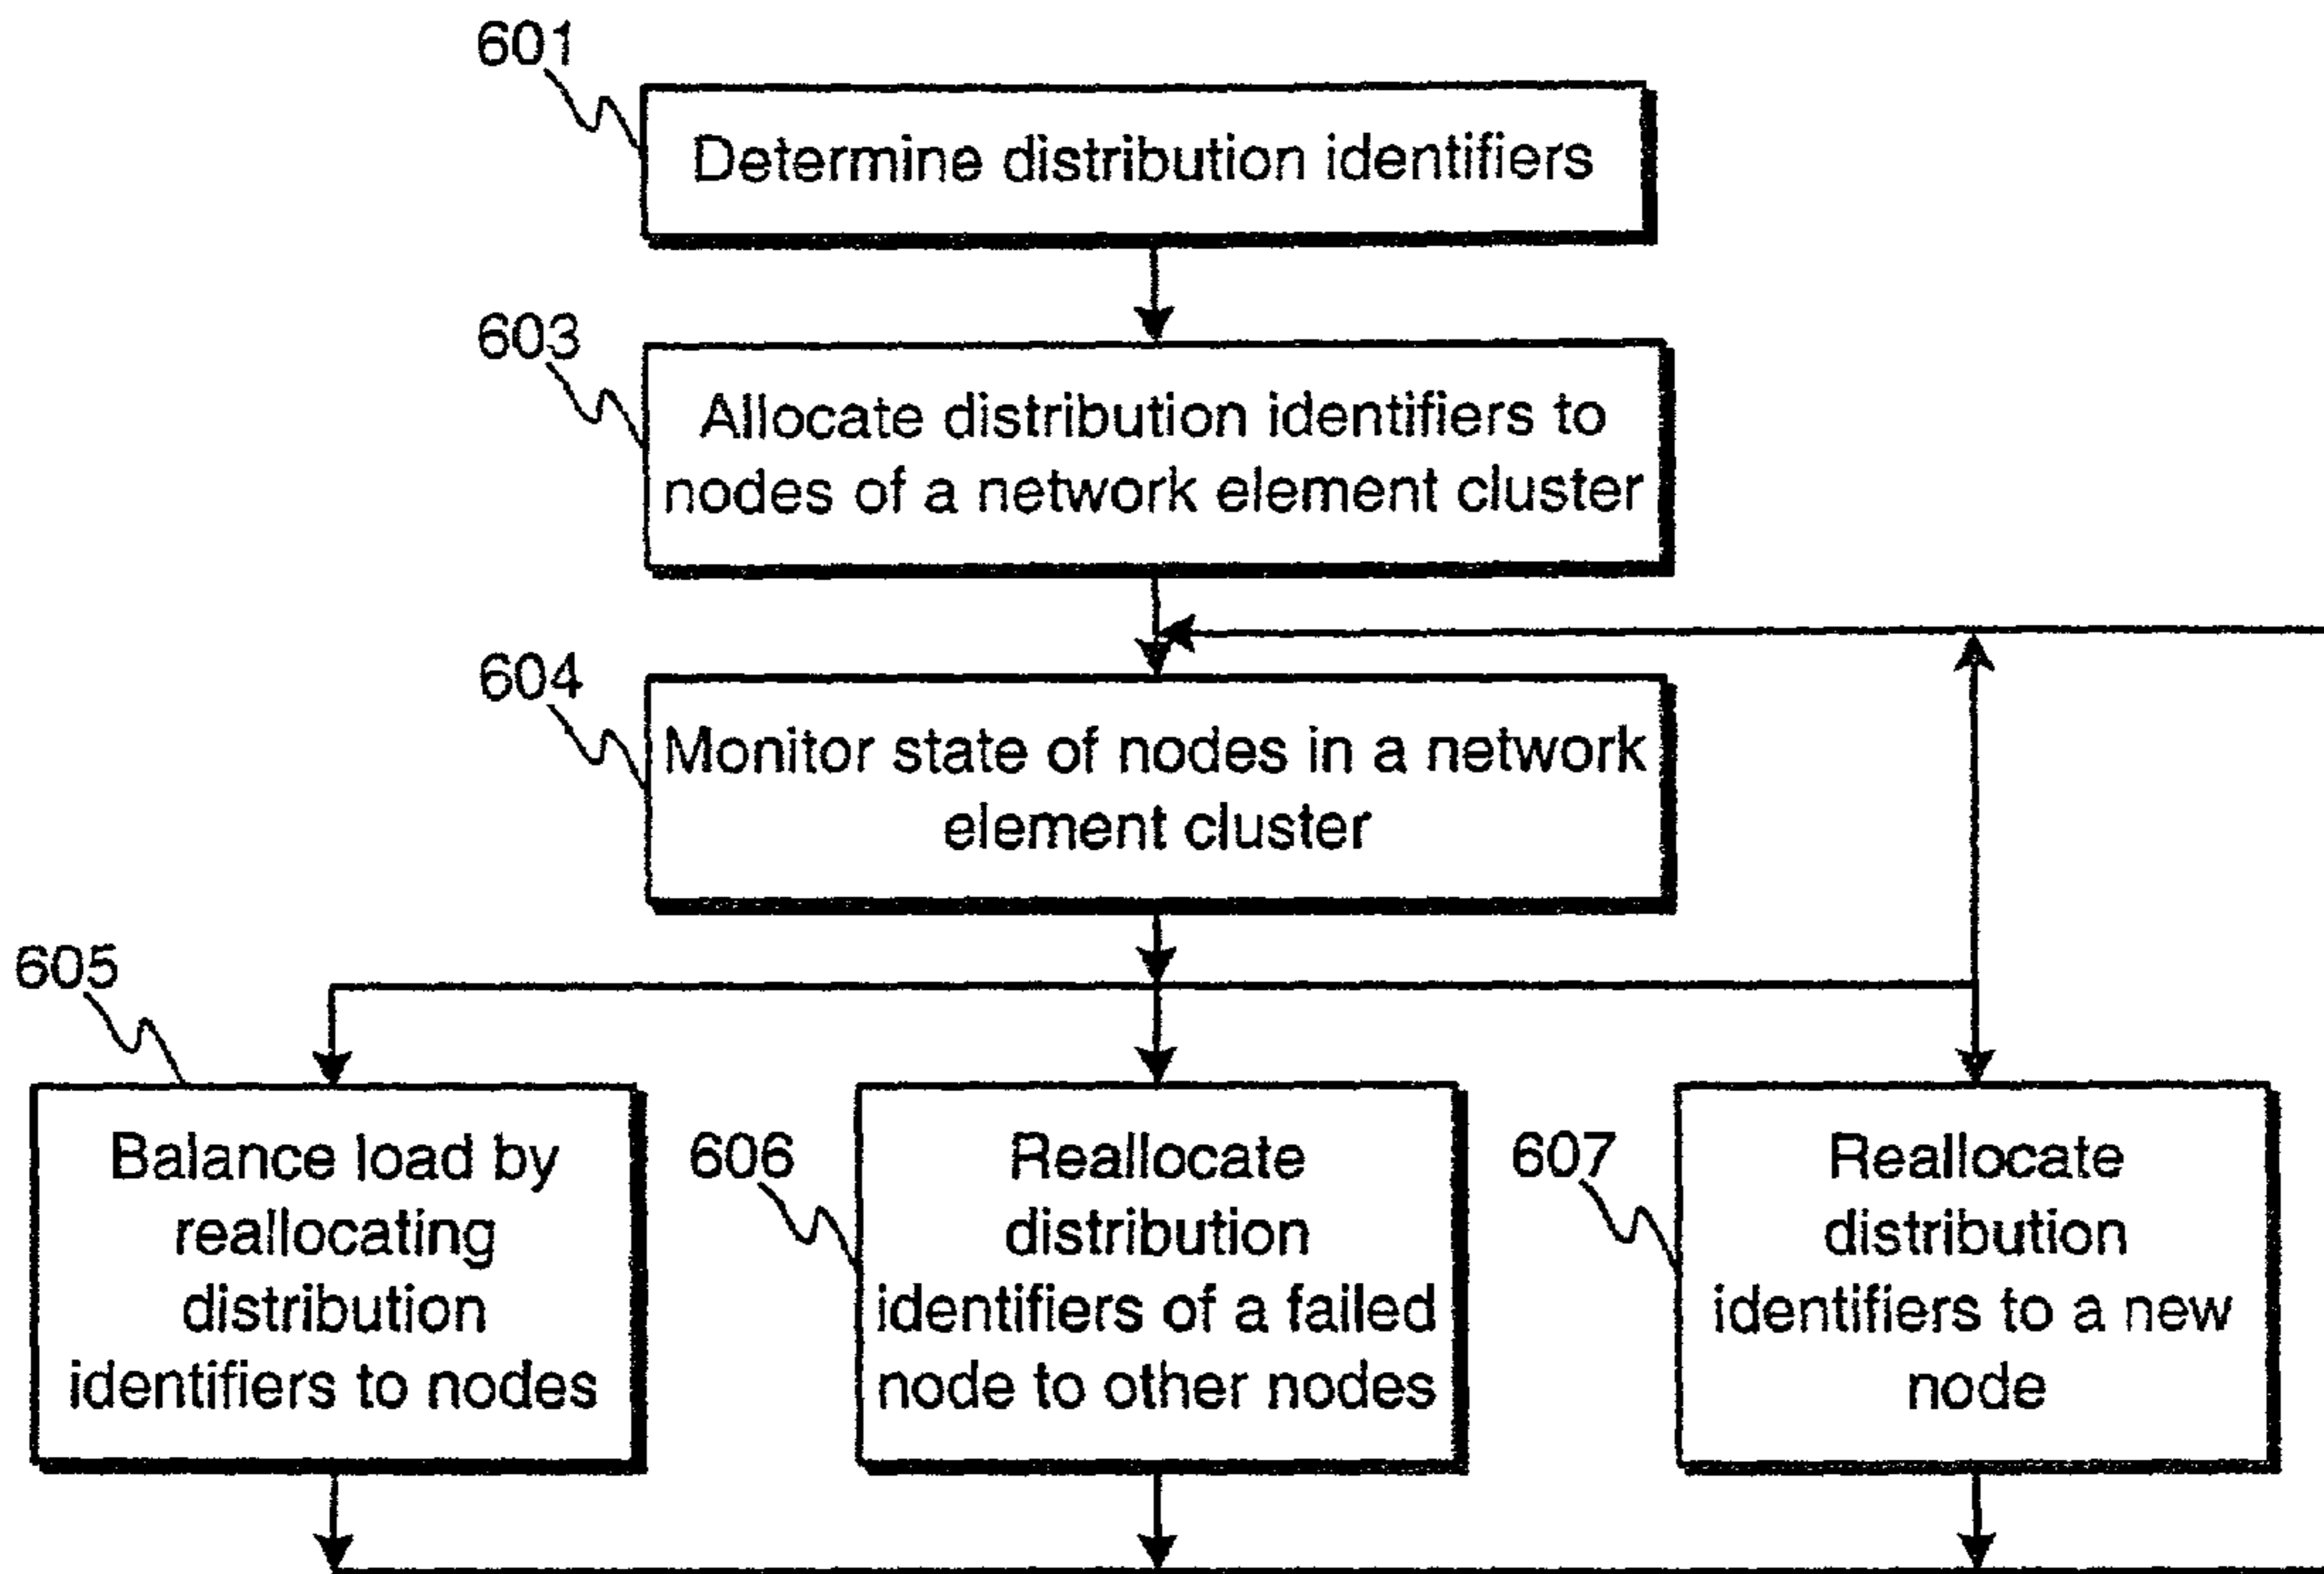 601
Determine distribution identifiers
603
Allocate distribution identifiers to
nodes of a network element cluster
604
Monitor state of nodes in a network
element cluster
605
Balance load by
reallocating
distribution
identifiers to nodes
606
Reallocate
distribution
identifiers of a failed
node to other nodes
607
Reallocate
distribution
identifiers to a new
node